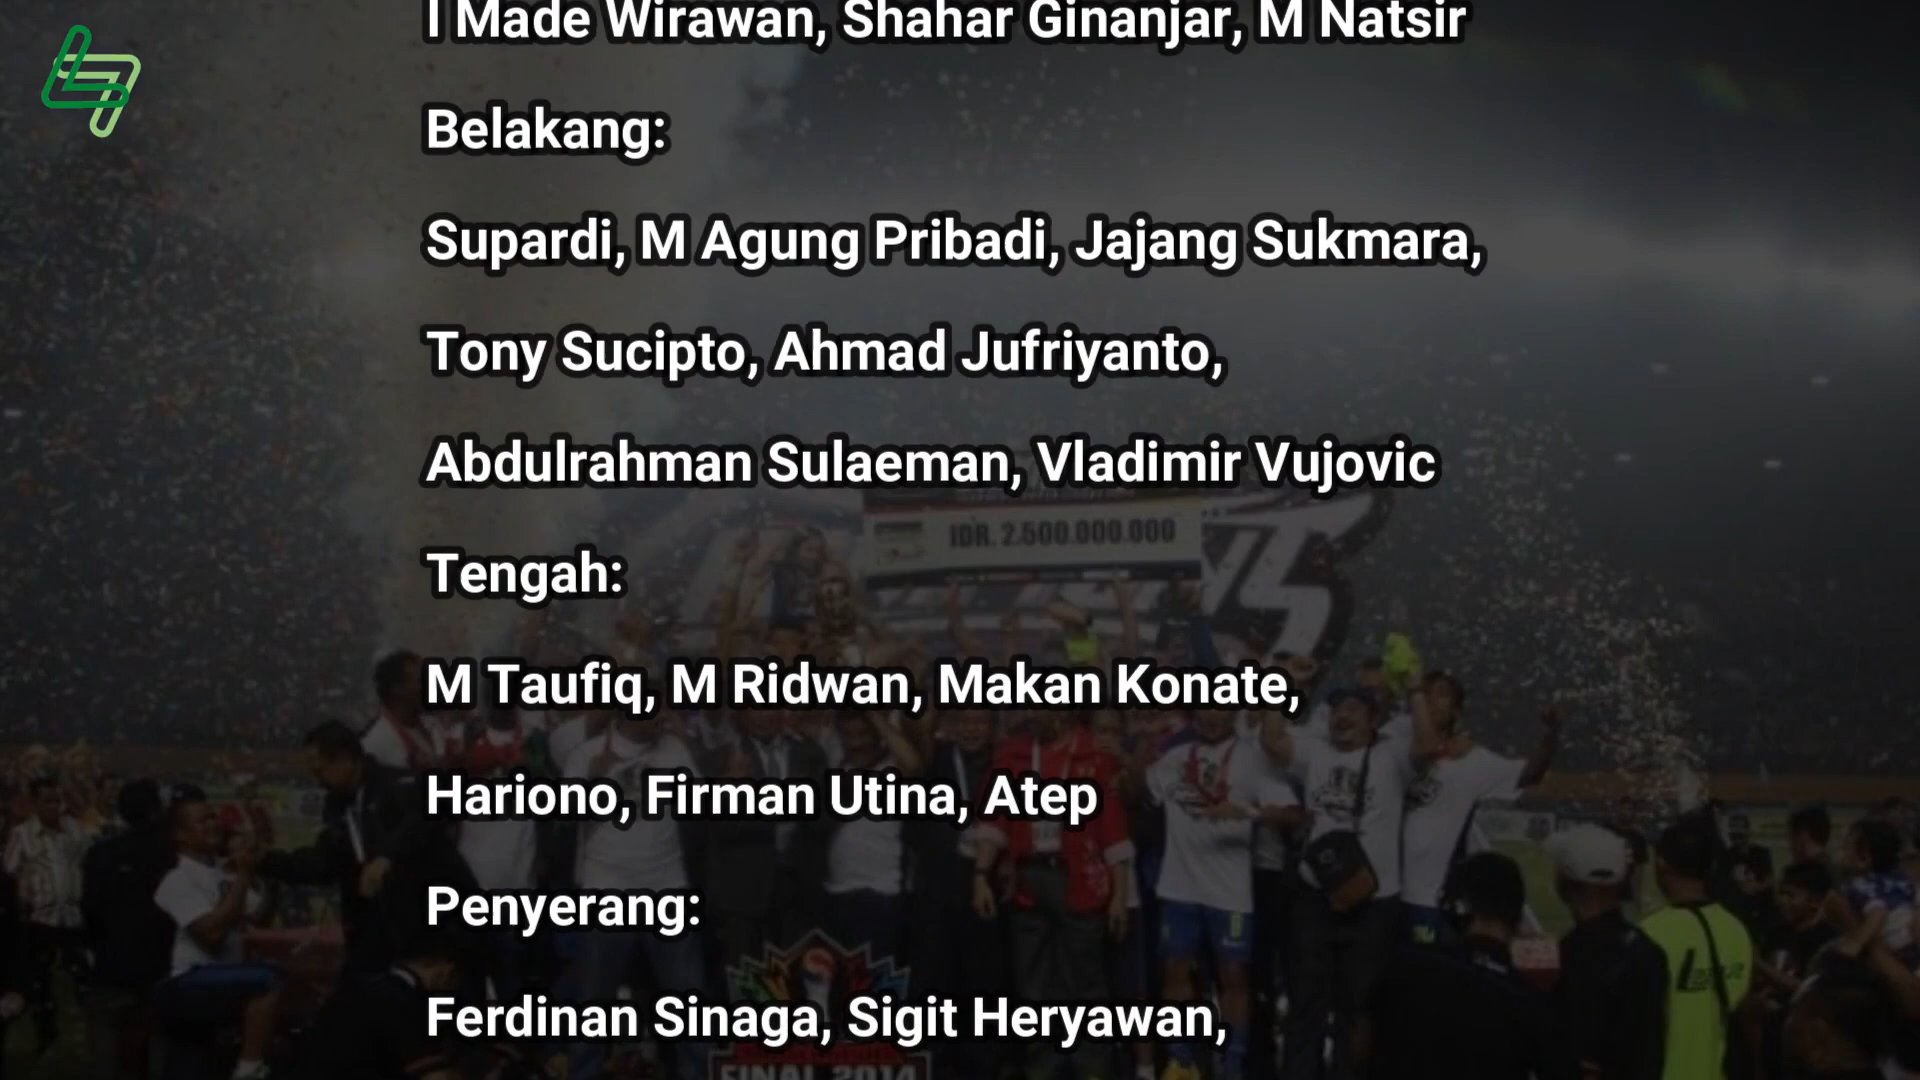 I Made Wirawan, Shahar Ginanjar, M Natsir
Belakang:
Supardi, M Agung Pribadi, Jajang Sukmara,
Tony Sucipto, Ahmad Jufriyanto,
Abdulrahman Sulaeman, Vladimir Vujovic
IDR. 2.500.000.000
Tengah:
M Taufiq, M Ridwan, Makan Konate,
Hariono, Firman Utina, Atep
Penyerang:
Ferdinan Sinaga, Sigit Heryawan,
FINAL 2014